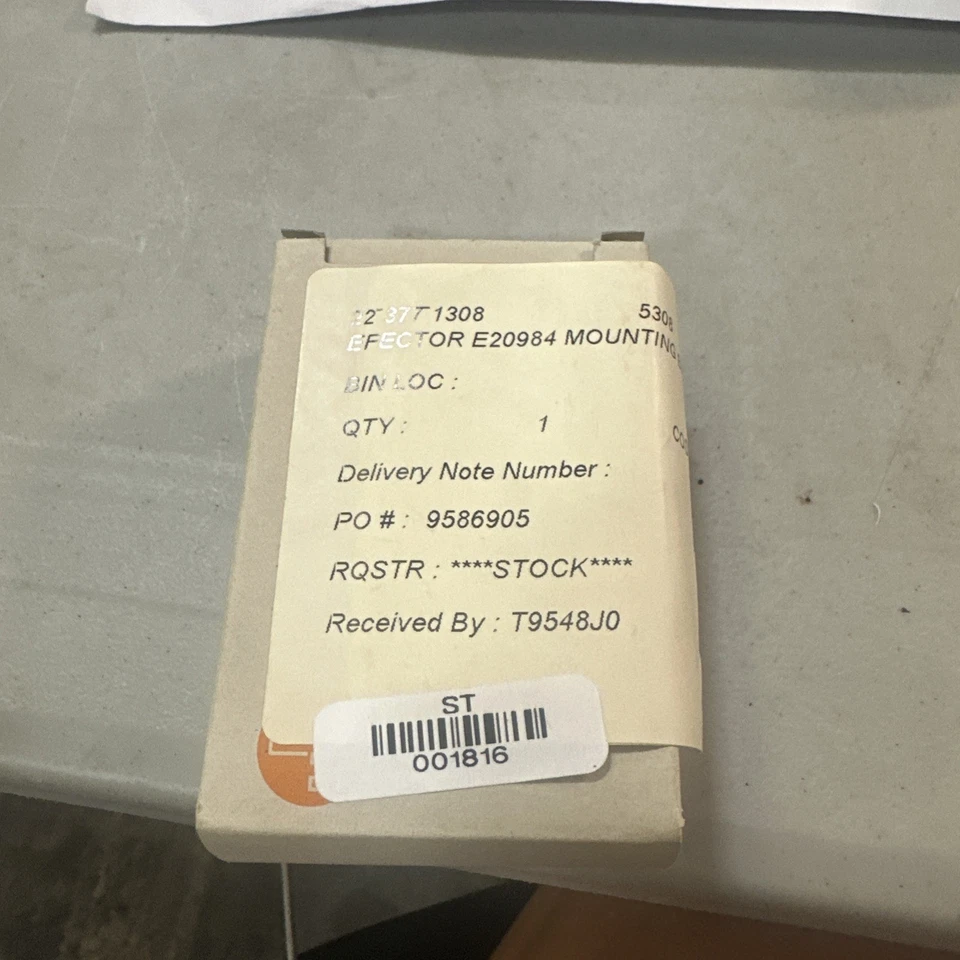 1308 5308
EFECTOR E20984 MOUNTING
BIN LOC :
QTY : 1
Delivery Note Number :
PO # : 9586905
RQSTR : ****STOCK****
Received By : T9548J0
ST
001816